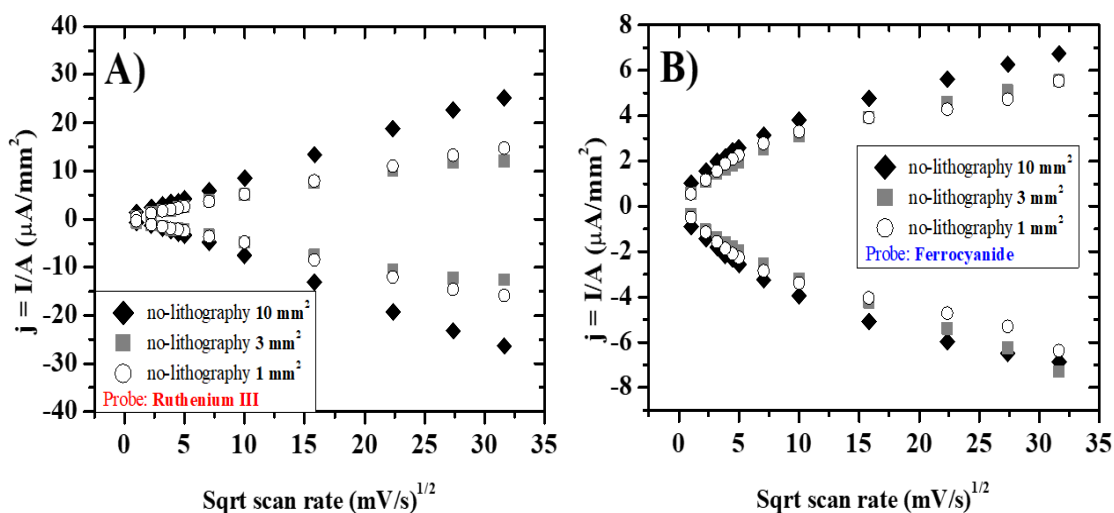 A)
j = I/A (µA/mm²)
40
30
20
10
0
-10
-20
-30
-40
no-lithography 10 mm²
no-lithography 3 mm²
no-lithography 1 mm²
Probe: Ruthenium III
0 5 10 15 20 25 30 35
Sqrt scan rate (mV/s)^1/2
B)
j = I/A (µA/mm²)
8
6
4
2
0
-2
-4
-6
-8
no-lithography 10 mm²
no-lithography 3 mm²
no-lithography 1 mm²
Probe: Ferrocyanide
0 5 10 15 20 25 30 35
Sqrt scan rate (mV/s)^1/2